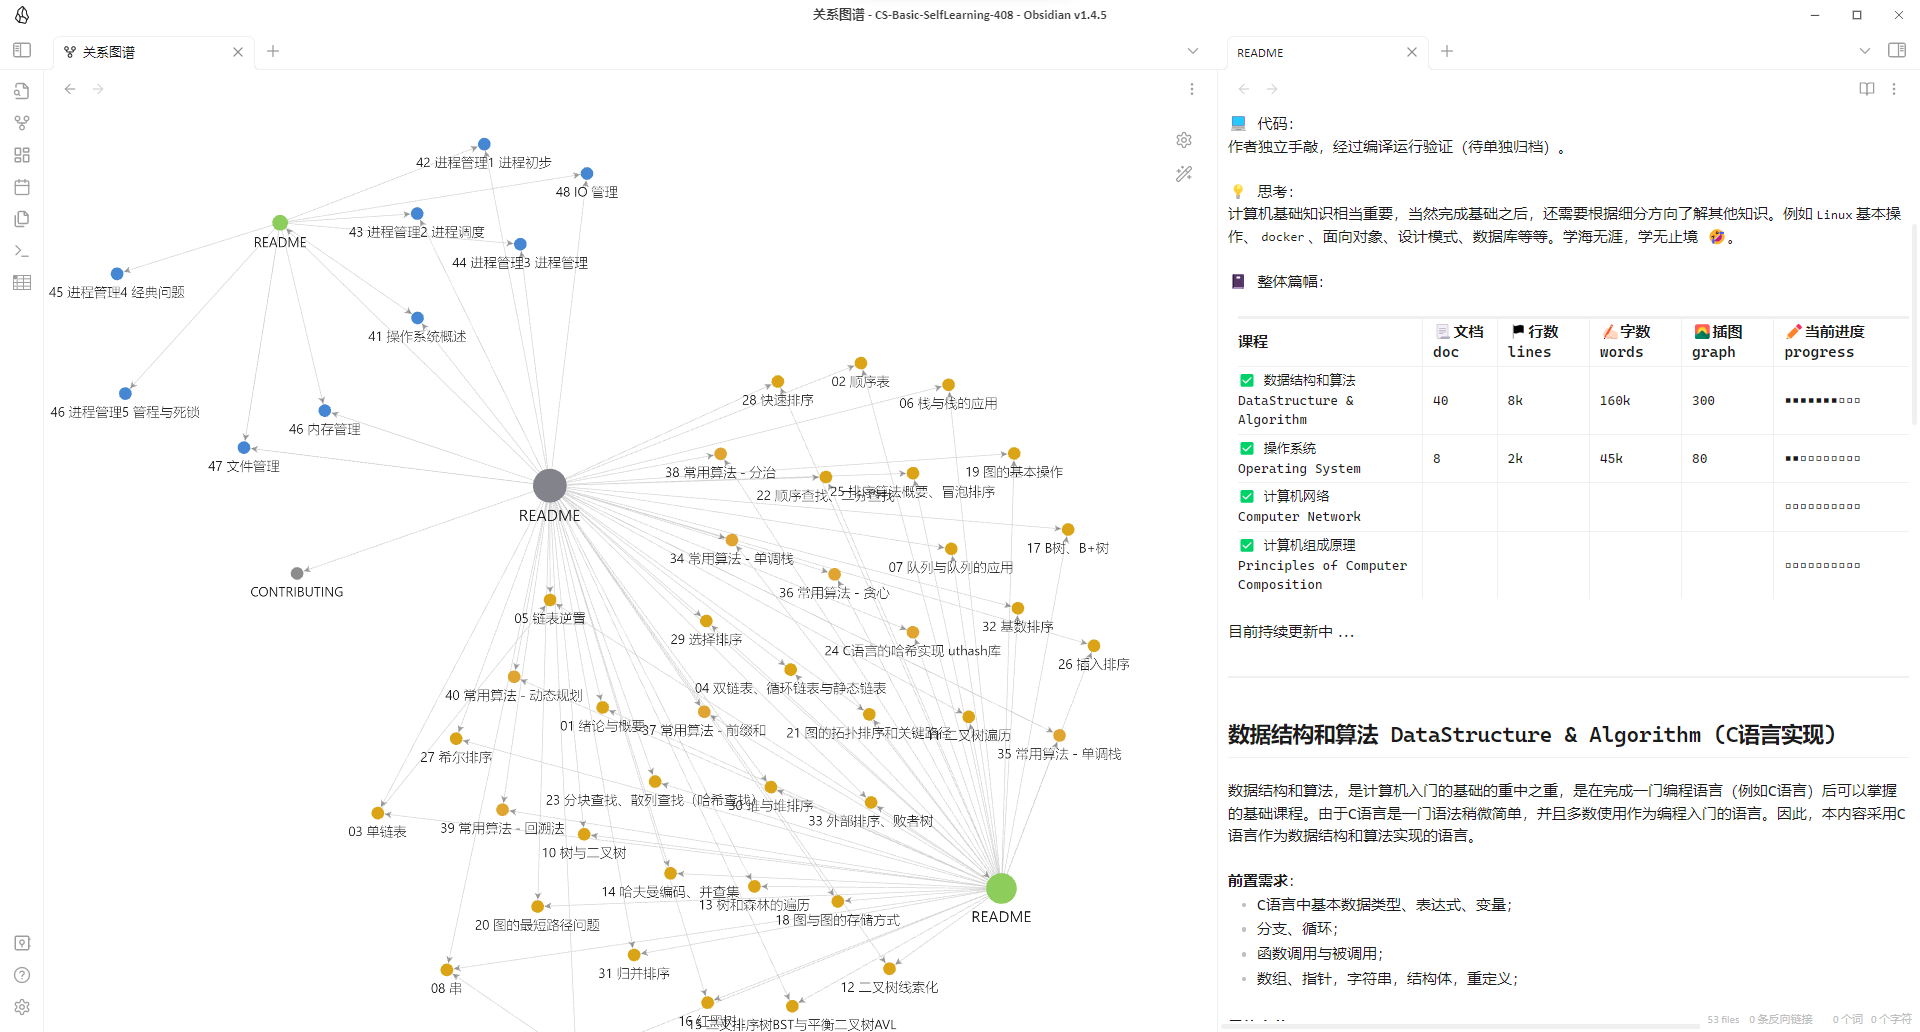 关系图谱 - CS-Basic-SelfLearning-408 - Obsidian v1.4.5
关系图谱
README
42 进程管理1 进程初步
48 IO 管理
README
43 进程管理2 进程调度
44 进程管理3 进程管理
45 进程管理4 经典问题
41 操作系统概述
46 进程管理5 管程与死锁
46 内存管理
47 文件管理
02 顺序表
28 快速排序
06 栈与栈的应用
38 常用算法 - 分治
19 图的基本操作
22 顺序查找、二分查找
25 排序算法概要、冒泡排序
README
17 B树、B+树
34 常用算法 - 单调栈
07 队列与队列的应用
CONTRIBUTING
36 常用算法 - 贪心
05 链表逆置
32 基数排序
29 选择排序
24 C语言的哈希实现 uthash库
26 插入排序
04 双链表、循环链表与静态链表
40 常用算法 - 动态规划
01 绪论与概要
37 常用算法 - 前缀和
21 图的拓扑排序和关键路径
11 二叉树遍历
27 希尔排序
35 常用算法 - 单调栈
23 分块查找、散列查找（哈希查找）
30 堆与堆排序
33 外部排序、败者树
03 单链表
39 常用算法 - 回溯法
10 树与二叉树
14 哈夫曼编码、并查集
13 树和森林的遍历
18 图与图的存储方式
README
20 图的最短路径问题
31 归并排序
08 串
12 二叉树线索化
16 红黑树
15 二叉排序树BST与平衡二叉树AVL
💻 代码：
作者独立手敲，经过编译运行验证（待单独归档）。
💡 思考：
计算机基础知识相当重要，当然完成基础之后，还需要根据细分方向了解其他知识。例如 Linux 基本操
作、 docker 、面向对象、设计模式、数据库等等。学海无涯，学无止境 🤣。
📓 整体篇幅：
课程 📃文档 doc 🏴行数 lines ✍🏻字数 words 🌄插图 graph 🖍当前进度 progress
✅ 数据结构和算法
DataStructure & 40 8k 160k 300 ▪▪▪▪▪▪▪▫▫▫
Algorithm
✅ 操作系统
Operating System 8 2k 45k 80 ▪▪▫▫▫▫▫▫▫▫
✅ 计算机网络
Computer Network ▫▫▫▫▫▫▫▫▫▫
✅ 计算机组成原理
Principles of Computer ▫▫▫▫▫▫▫▫▫▫
Composition
目前持续更新中 ...
数据结构和算法 DataStructure & Algorithm（C语言实现）
数据结构和算法，是计算机入门的基础的重中之重，是在完成一门编程语言（例如C语言）后可以掌握
的基础课程。由于C语言是一门语法稍微简单，并且多数使用作为编程入门的语言。因此，本内容采用C
语言作为数据结构和算法实现的语言。
前置需求：
C语言中基本数据类型、表达式、变量；
分支、循环；
函数调用与被调用；
数组、指针，字符串，结构体，重定义；
53 files 0 条反向链接 0 个词 0 个字符